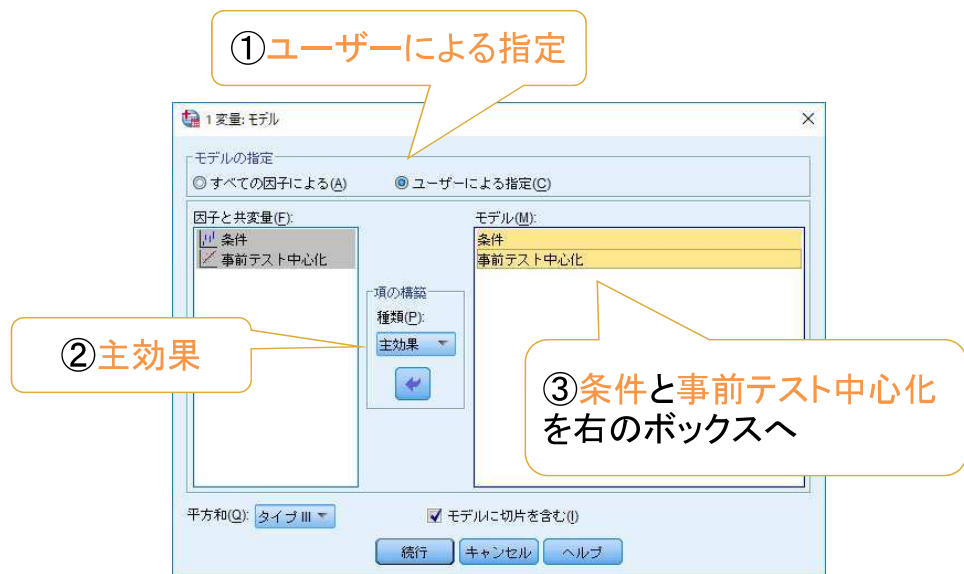 ①ユーザーによる指定
1 変量: モデル
モデルの指定
すべての因子による(A)
ユーザーによる指定(C)
因子と共変量(F):
モデル(M):
条件
事前テスト中心化
条件
事前テスト中心化
項の構築
種類(P):
主効果
②主効果
③条件と事前テスト中心化
を右のボックスへ
平方和(Q):
タイプ III
モデルに切片を含む(I)
続行
キャンセル
ヘルプ